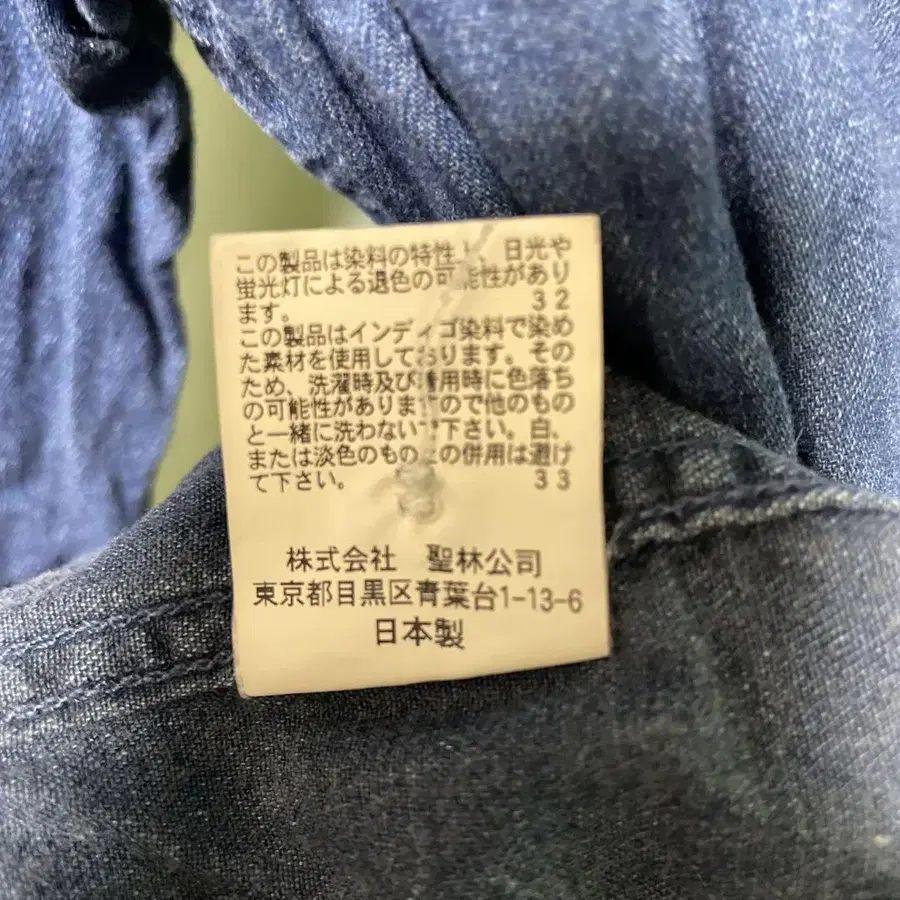 この製品は染料の特性 日光や
蛍光灯による退色の可能性があり
ます。 32
この製品はインディゴ染料で染め
た素材を使用しております。その
ため、洗濯時及び着用時に色落ち
の可能性がありますので他のもの
と一緒に洗わないで下さい。白、
または淡色のもの の併用は避け
て下さい。 33
株式会社 聖林公司
東京都目黒区青葉台1-13-6
日本製